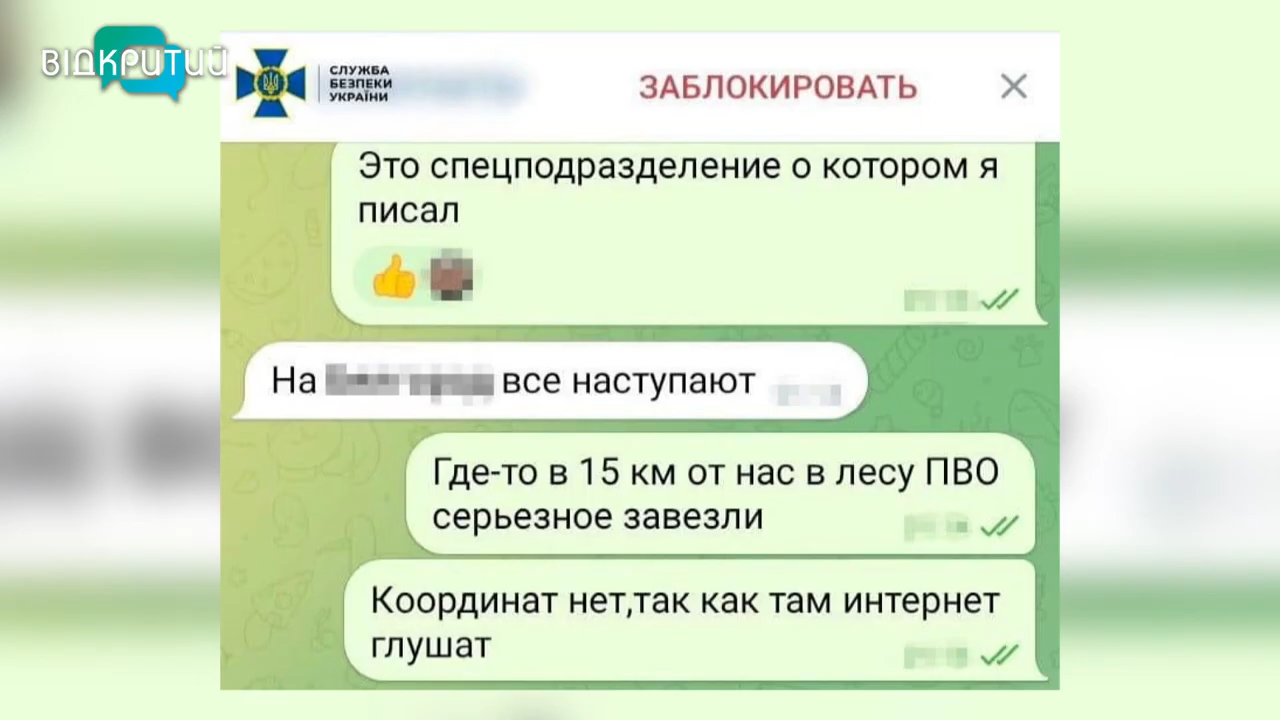 ВІДКРИТИЙ
СЛУЖБА
БЕЗПЕКИ
УКРАЇНИ
ЗАБЛОКИРОВАТЬ
Это спецподразделение о котором я
писал
На все наступают
Где-то в 15 км от нас в лесу ПВО
серьезное завезли
Координат нет,так как там интернет
глушат